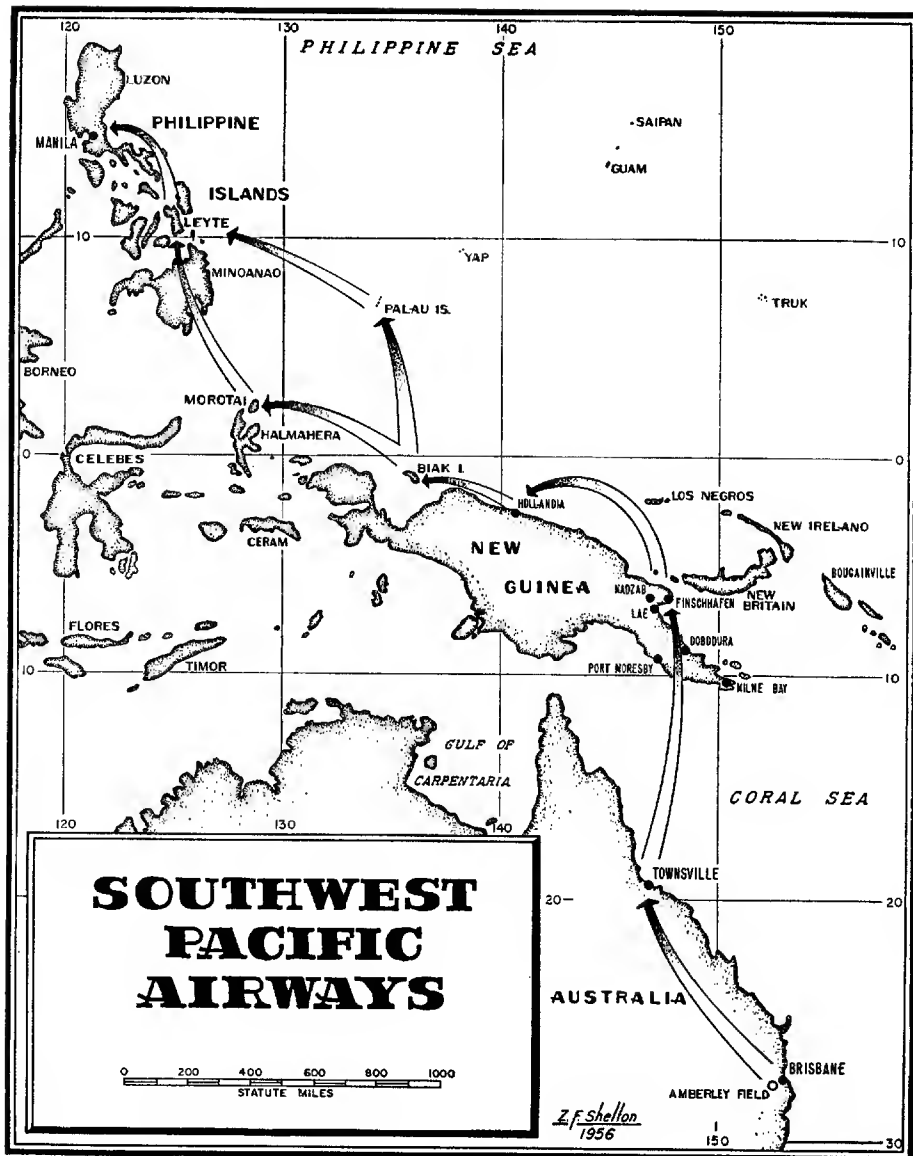 120
130
140
150
PHILIPPINE SEA
LUZON
PHILIPPINE
MANILA
SAIPAN
GUAM
ISLANDS
LEYTE
10
10
YAP
MINOANAO
PALAU IS.
TRUK
BORNEO
MOROTAI
HALMAHERA
0
CELEBES
0
BIAK I.
HOLLANDIA
LOS NEGROS
CERAM
NEW IRELANO
NEW
GUINEA
BOUGAINVILLE
NADZAB
FINSCHHAFEN
NEW
BRITAIN
LAE
FLORES
DOBODURA
TIMOR
PORT MORESBY
10
10
MILNE BAY
GULF OF
CARPENTARIA
CORAL SEA
120
130
140
TOWNSVILLE
20
20
SOUTHWEST
PACIFIC
AIRWAYS
AUSTRALIA
0 200 400 600 800 1000
STATUTE MILES
BRISBANE
AMBERLEY FIELD
Z.F. Shelton
1956
150
30